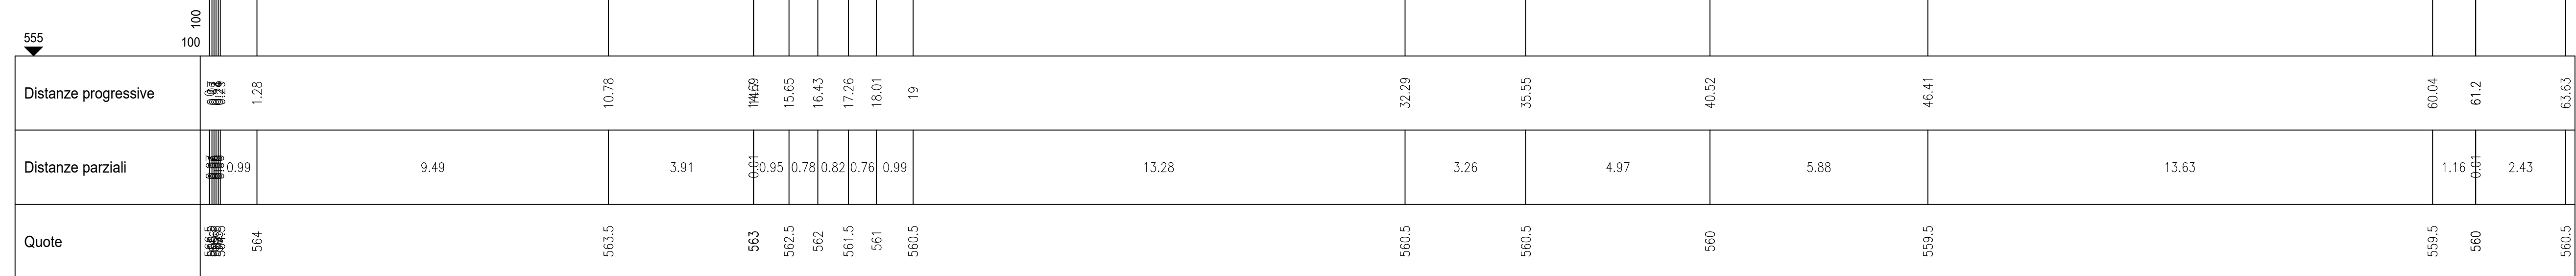 100
555
100
Distanze progressive 1.28 10.78 15.65 16.43 17.26 18.01 19 32.29 35.55 40.52 46.41 60.04 61.2 63.63
Distanze parziali 0.99 9.49 3.91 0.01 0.95 0.78 0.82 0.76 0.99 13.28 3.26 4.97 5.88 13.63 1.16 0.01 2.43
Quote 564 563.5 563 562.5 562 561.5 561 560.5 560.5 560.5 560 559.5 559.5 560 560.5